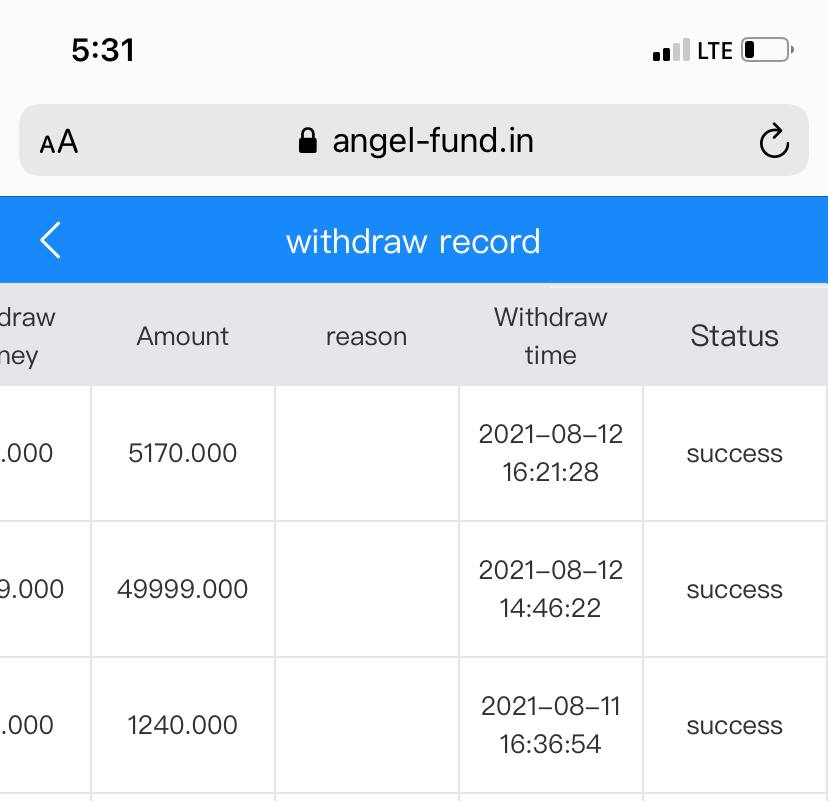 5:31
LTE
AA
angel-fund.in
withdraw record
draw
ney
Amount
reason
Withdraw
time
Status
.000
5170.000
2021-08-12
16:21:28
success
9.000
49999.000
2021-08-12
14:46:22
success
.000
1240.000
2021-08-11
16:36:54
success